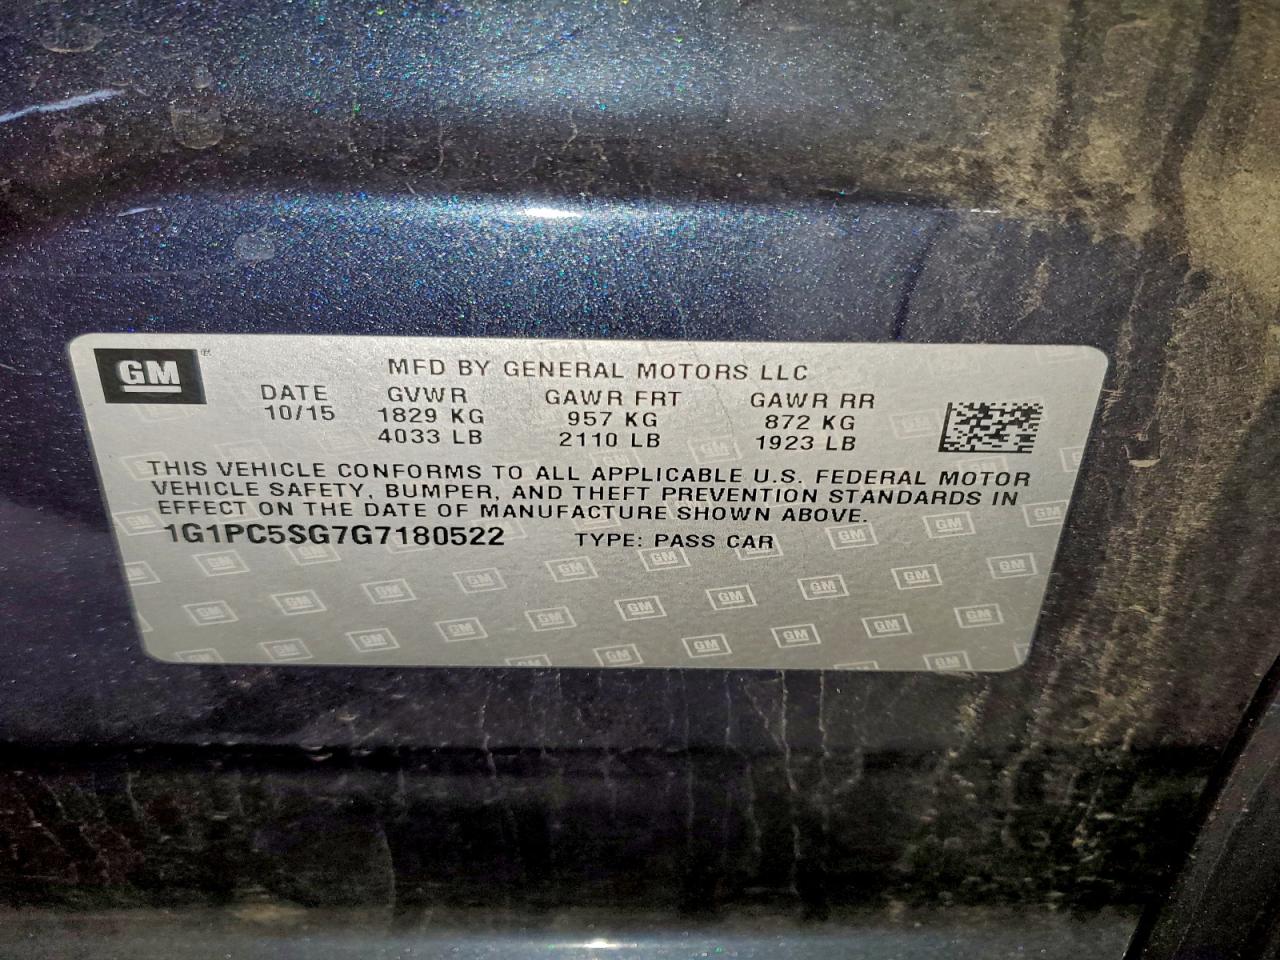 GM
MFD BY GENERAL MOTORS LLC
DATE GVWR GAWR FRT GAWR RR
10/15 1829 KG 957 KG 872 KG
4033 LB 2110 LB 1923 LB
THIS VEHICLE CONFORMS TO ALL APPLICABLE U.S. FEDERAL MOTOR
VEHICLE SAFETY, BUMPER, AND THEFT PREVENTION STANDARDS IN
EFFECT ON THE DATE OF MANUFACTURE SHOWN ABOVE.
1G1PC5SG7G7180522 TYPE: PASS CAR